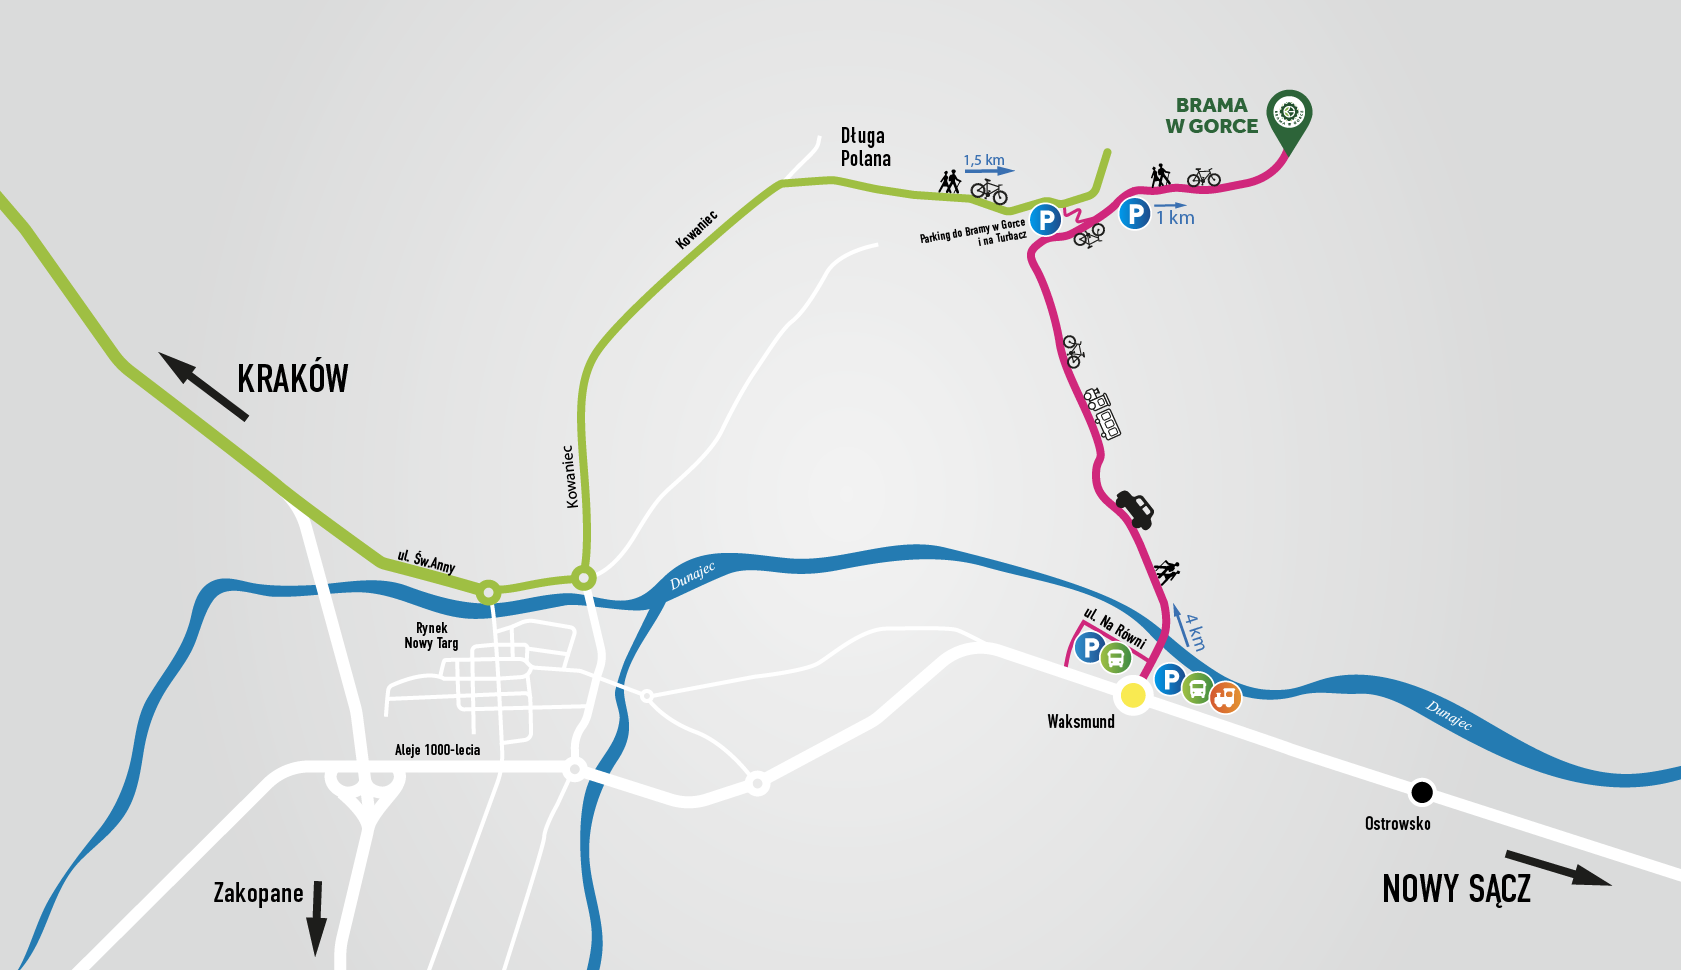 BRAMA
W GORCE
Długa
Polana
1,5 km
Kowaniec
P
P
1 km
Parking do Bramy w Gorce
i na Turbacz
KRAKÓW
Kowaniec
ul. Św.Anny
Dunajec
Rynek
Nowy Targ
ul. Na Równi
4 km
P
P
Waksmund
Dunajec
Aleje 1000-lecia
Ostrowsko
Zakopane
NOWY SĄCZ